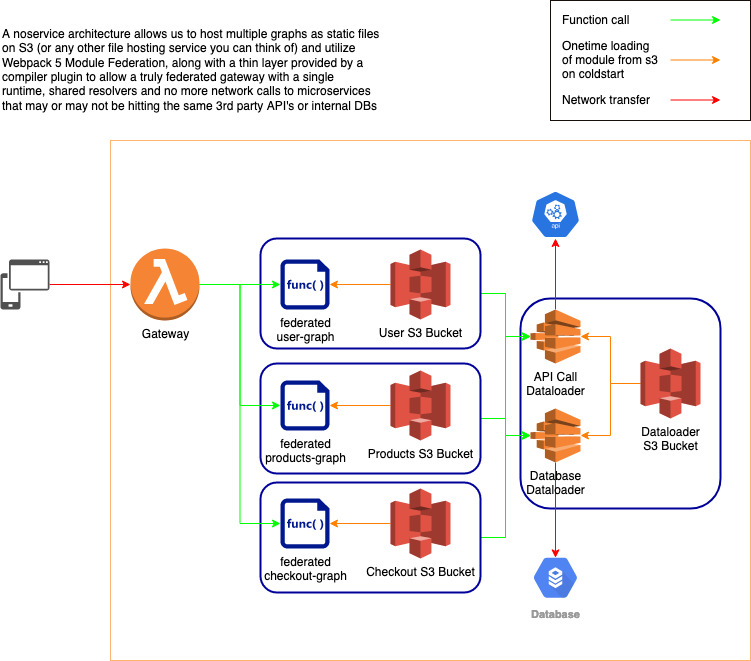 A noservice architecture allows us to host multiple graphs as static files
on S3 (or any other file hosting service you can think of) and utilize
Webpack 5 Module Federation, along with a thin layer provided by a
compiler plugin to allow a truly federated gateway with a single
runtime, shared resolvers and no more network calls to microservices
that may or may not be hitting the same 3rd party API's or internal DBs
Function call
Onetime loading
of module from s3
on coldstart
Network transfer
api
func( )
federated
user-graph
User S3 Bucket
Gateway
API Call
Dataloader
func( )
federated
products-graph
Products S3 Bucket
Dataloader
S3 Bucket
Database
Dataloader
func( )
federated
checkout-graph
Checkout S3 Bucket
Database